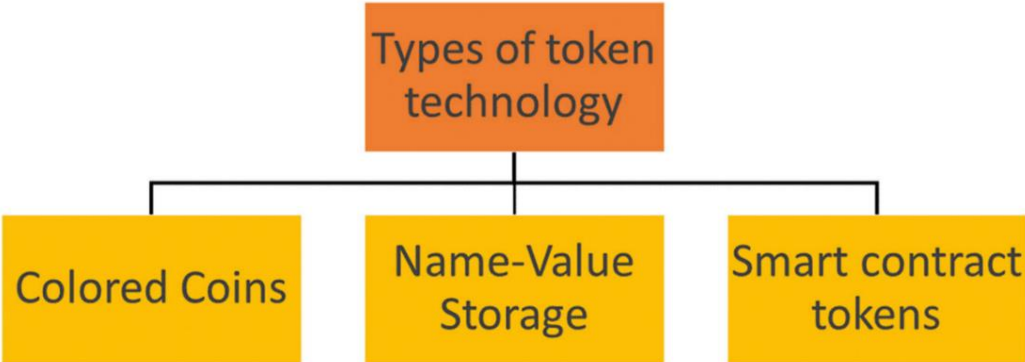 Types of token
technology
Colored Coins
Name-Value
Storage
Smart contract
tokens